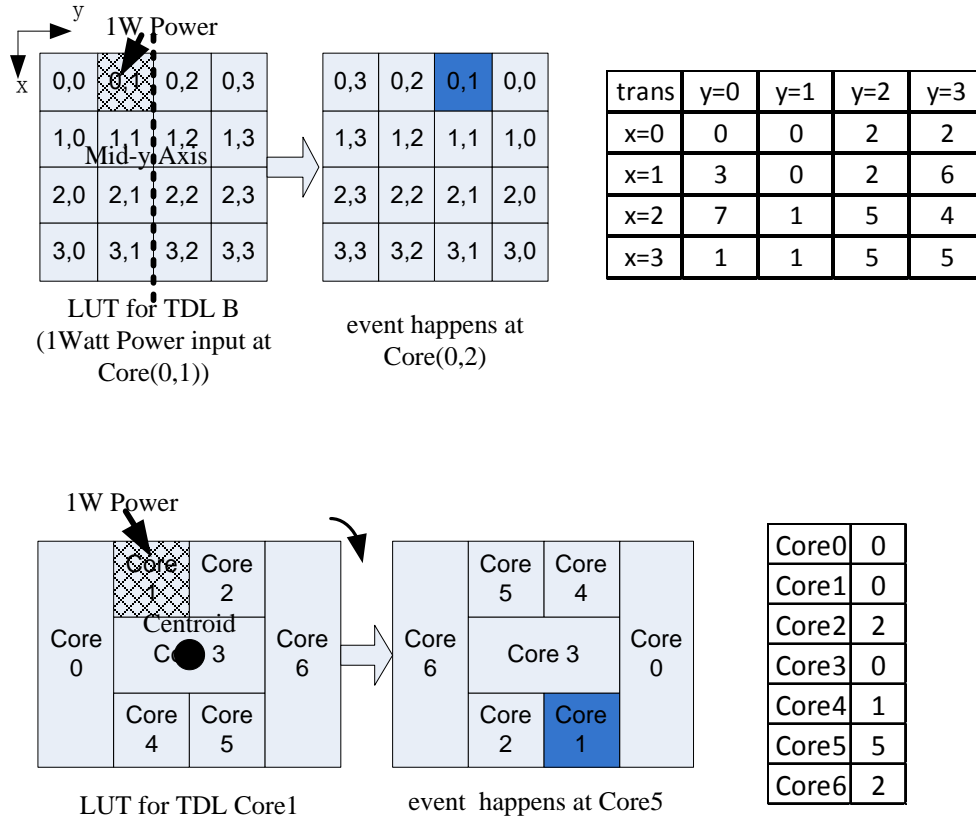 y
1W Power
x
0,0 0,1 0,2 0,3
1,0 1,1 1,2 1,3
Mid-y Axis
2,0 2,1 2,2 2,3
3,0 3,1 3,2 3,3
LUT for TDL B
(1Watt Power input at
Core(0,1))
0,3 0,2 0,1 0,0
1,3 1,2 1,1 1,0
2,3 2,2 2,1 2,0
3,3 3,2 3,1 3,0
event happens at
Core(0,2)
trans y=0 y=1 y=2 y=3
x=0 0 0 2 2
x=1 3 0 2 6
x=2 7 1 5 4
x=3 1 1 5 5
1W Power
Core
0
Core
1
Core
2
Centroid
Core 3
Core
4
Core
5
Core
6
LUT for TDL Core1
Core
6
Core
5
Core
4
Core 3
Core
2
Core
1
Core
0
event happens at Core5
Core0 0
Core1 0
Core2 2
Core3 0
Core4 1
Core5 5
Core6 2